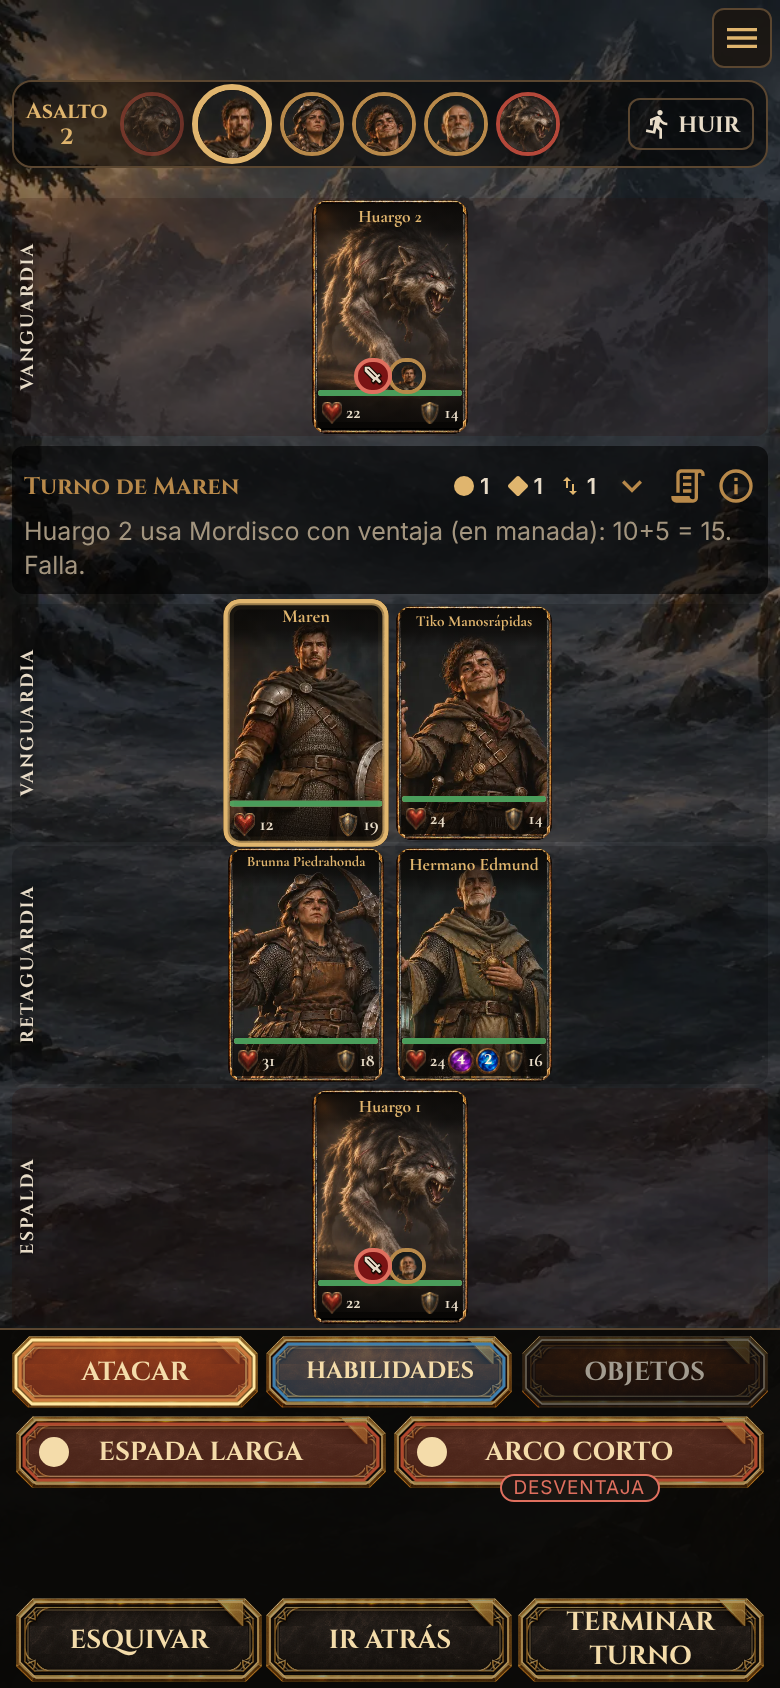 ASALTO
2
HUIR
VANGUARDIA
Huargo 2
22
14
TURNO DE MAREN
1
1
1
Huargo 2 usa Mordisco con ventaja (en manada): 10+5 = 15.
Falla.
VANGUARDIA
Maren
12
19
Tiko Manosrápidas
24
14
RETAGUARDIA
Brunna Piedrahonda
31
18
Hermano Edmund
24
4
2
16
ESPALDA
Huargo 1
22
14
ATACAR
HABILIDADES
OBJETOS
ESPADA LARGA
ARCO CORTO
DESVENTAJA
ESQUIVAR
IR ATRÁS
TERMINAR
TURNO